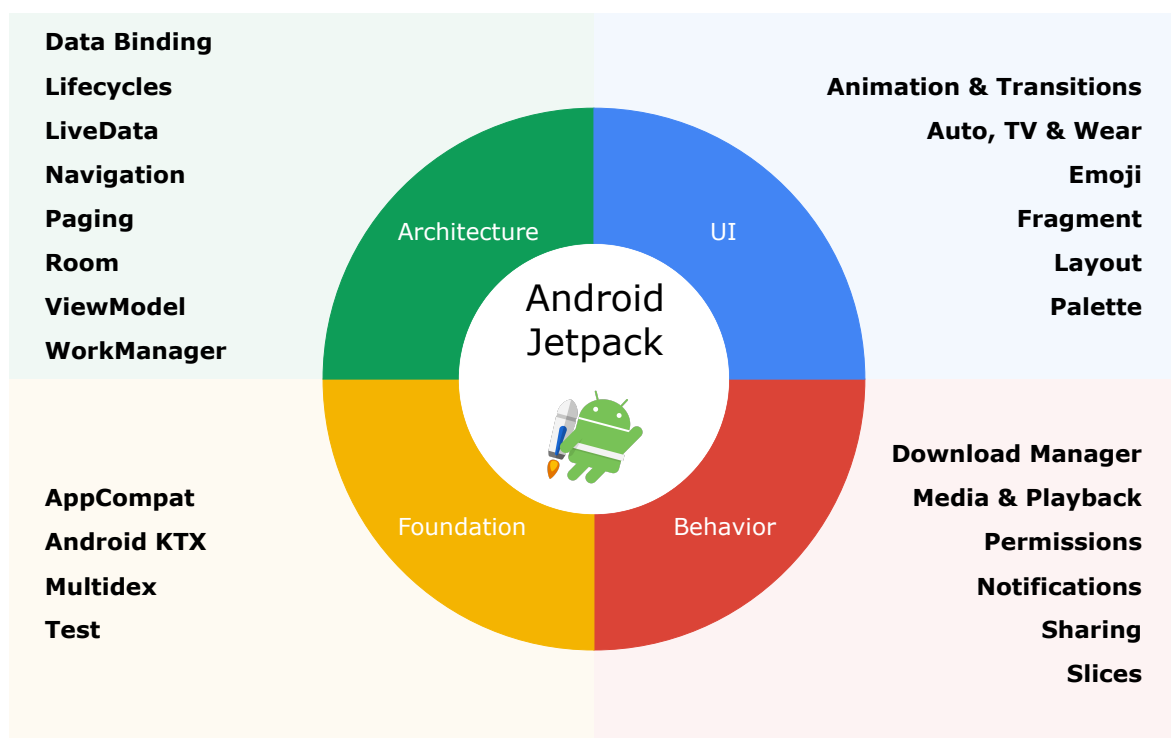 Data Binding
Lifecycles
LiveData
Navigation
Paging
Room
ViewModel
WorkManager
Animation & Transitions
Auto, TV & Wear
Emoji
Fragment
Layout
Palette
Architecture
UI
Android
Jetpack
Foundation
Behavior
AppCompat
Android KTX
Multidex
Test
Download Manager
Media & Playback
Permissions
Notifications
Sharing
Slices